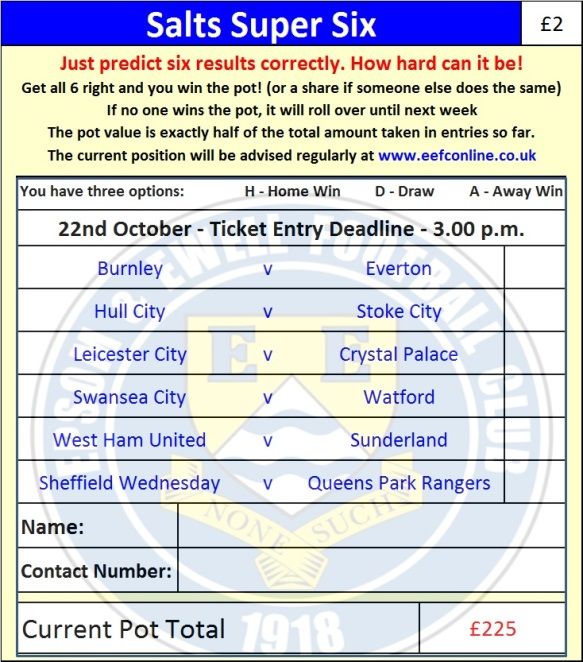 Salts Super Six £2
Just predict six results correctly. How hard can it be!
Get all 6 right and you win the pot! (or a share if someone else does the same)
If no one wins the pot, it will roll over until next week
The pot value is exactly half of the total amount taken in entries so far.
The current position will be advised regularly at www.eefconline.co.uk
You have three options: H - Home Win D - Draw A - Away Win
22nd October - Ticket Entry Deadline - 3.00 p.m.
Burnley v Everton
Hull City v Stoke City
Leicester City v Crystal Palace
Swansea City v Watford
West Ham United v Sunderland
Sheffield Wednesday v Queens Park Rangers
Name:
Contact Number:
Current Pot Total £225
EPSOM & EWELL FOOTBALL CLUB
E E
NONE SUCH
1918